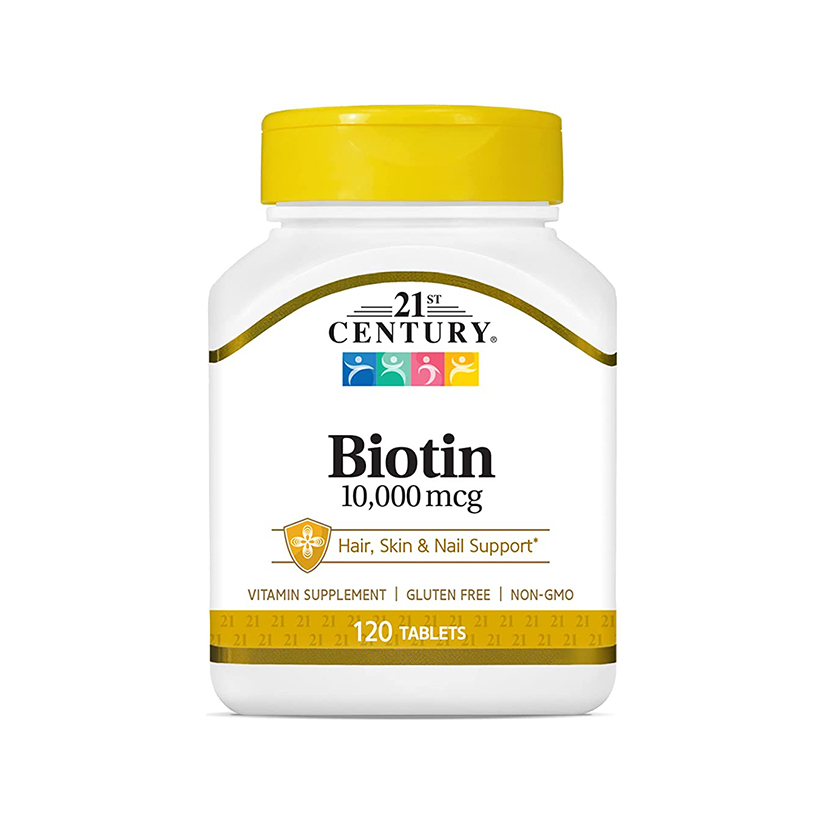 21ST
CENTURY®
Biotin
10,000 mcg
Hair, Skin & Nail Support*
VITAMIN SUPPLEMENT | GLUTEN FREE | NON-GMO
120 TABLETS